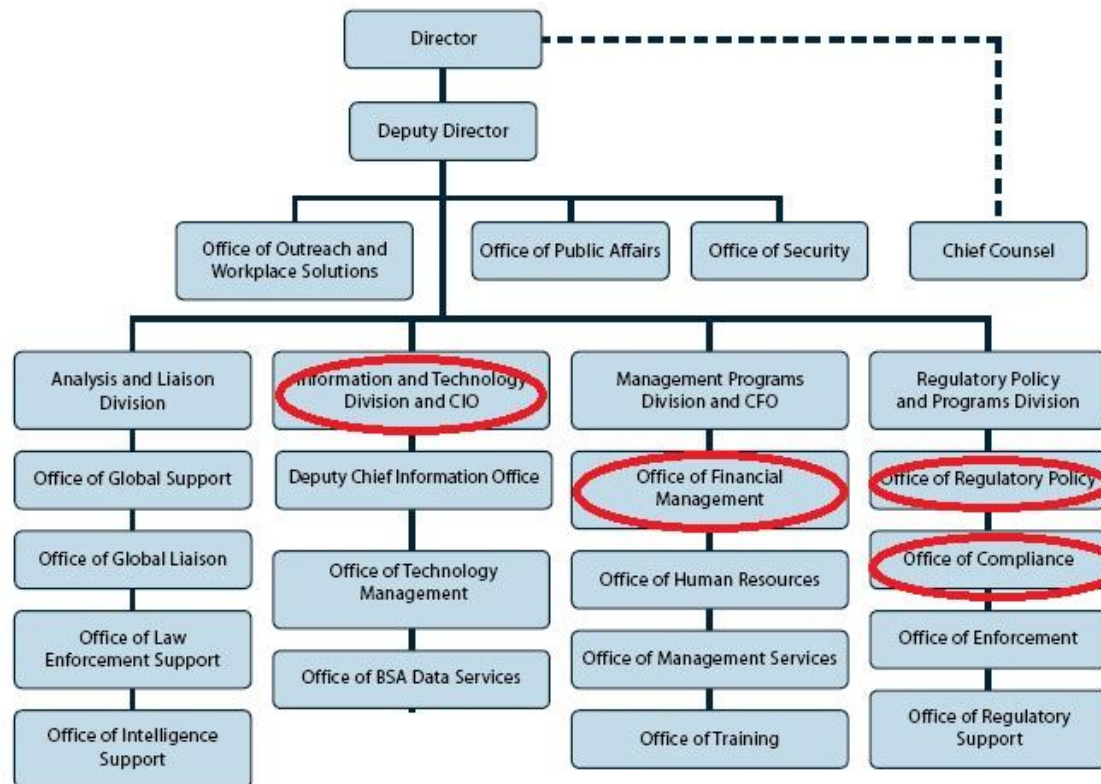 Director
Deputy Director
Office of Outreach and
Workplace Solutions
Office of Public Affairs
Office of Security
Chief Counsel
Analysis and Liaison
Division
Office of Global Support
Office of Global Liaison
Office of Law
Enforcement Support
Office of Intelligence
Support
Information and Technology
Division and CIO
Deputy Chief Information Office
Office of Technology
Management
Office of BSA Data Services
Management Programs
Division and CFO
Office of Financial
Management
Office of Human Resources
Office of Management Services
Office of Training
Regulatory Policy
and Programs Division
Office of Regulatory Policy
Office of Compliance
Office of Enforcement
Office of Regulatory
Support